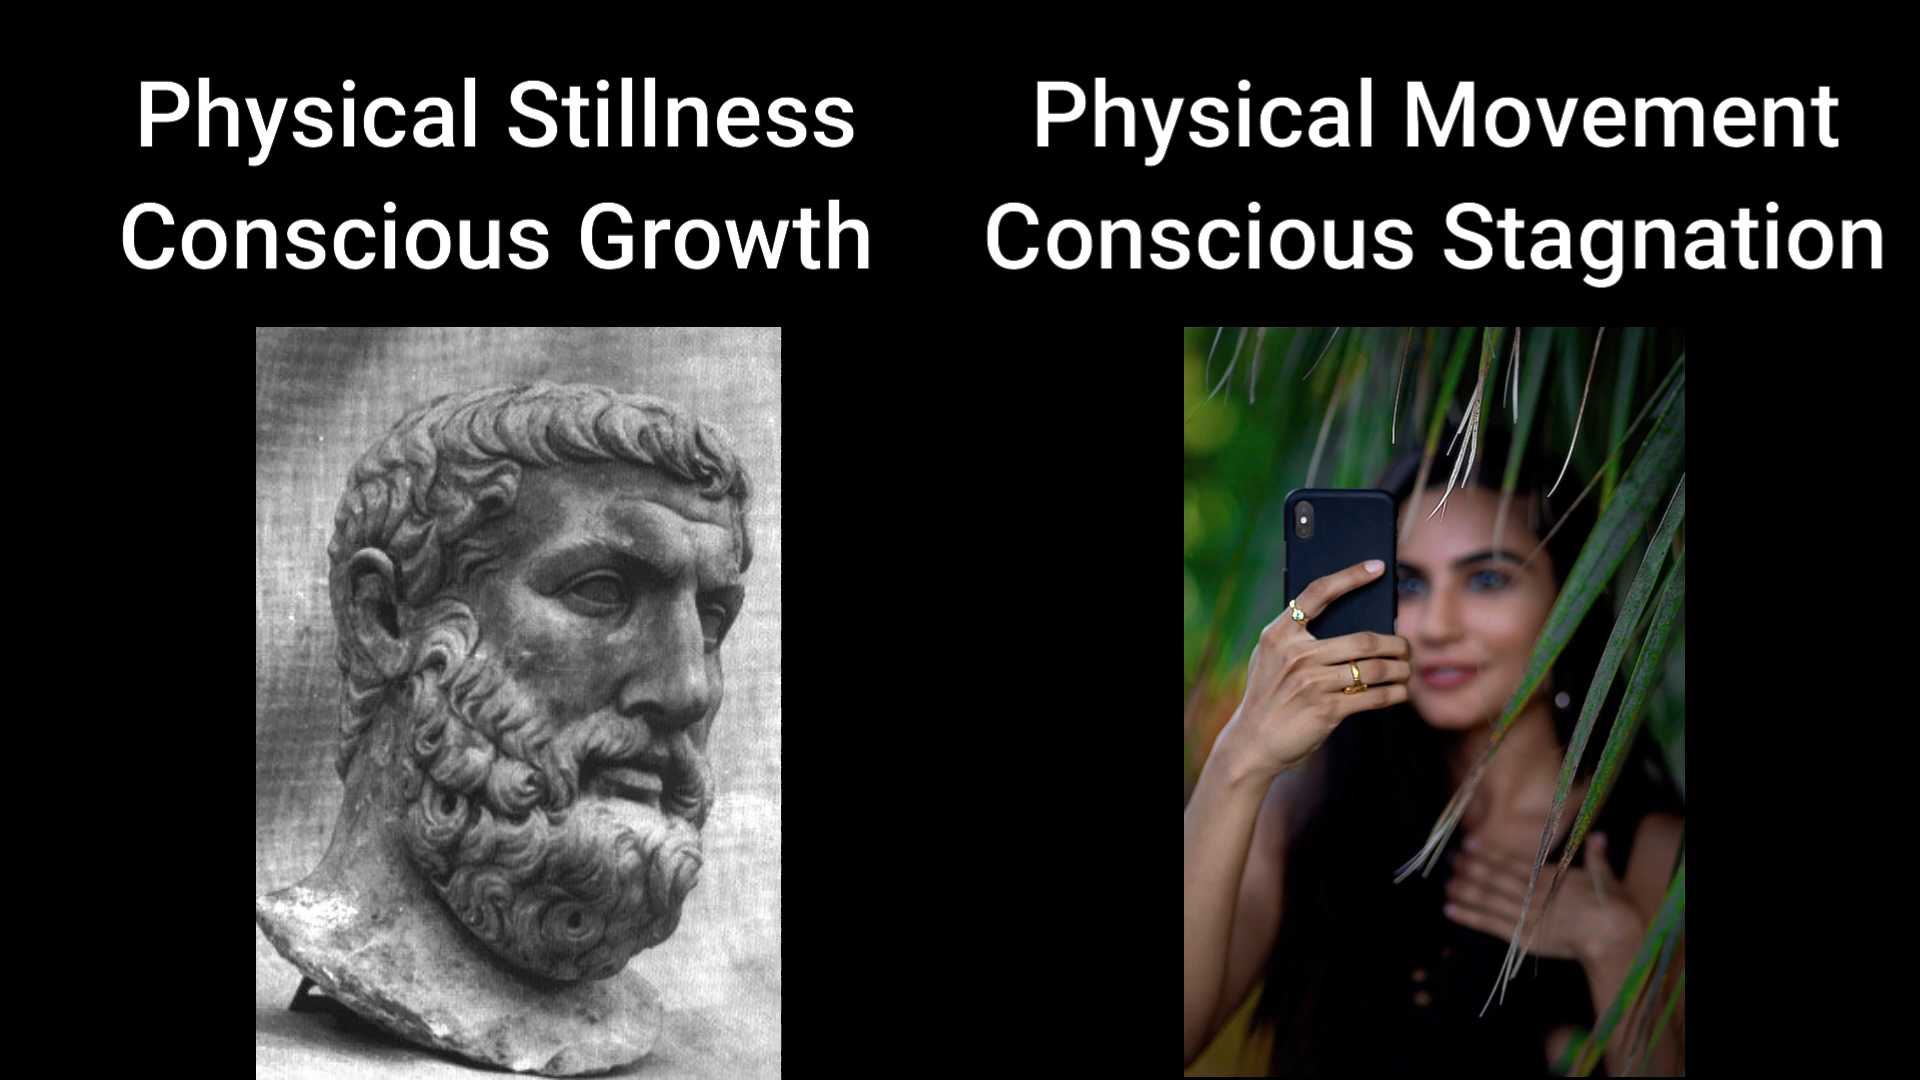 Physical Stillness
Conscious Growth
Physical Movement
Conscious Stagnation